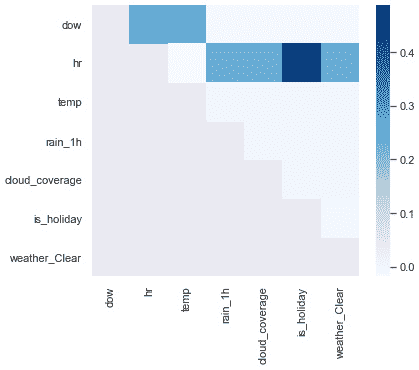 dow
hr
temp
rain_1h
cloud_coverage
is_holiday
weather_Clear
0.4
0.3
0.2
0.1
0.0
dow
hr
temp
rain_1h
cloud_coverage
is_holiday
weather_Clear